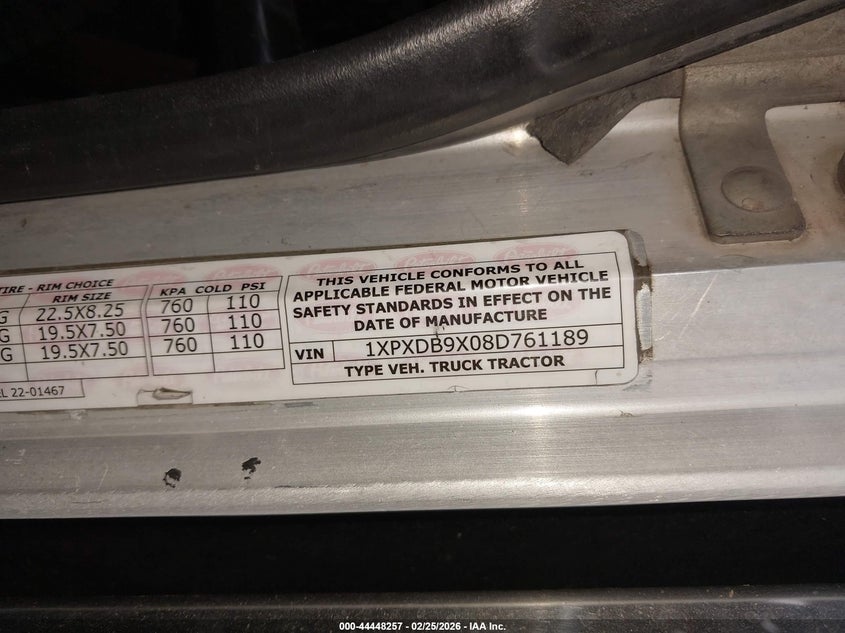 TIRE - RIM CHOICE
RIM SIZE
KPA COLD PSI
G 22.5X8.25 760 110
G 19.5X7.50 760 110
G 19.5X7.50 760 110
22-01467
THIS VEHICLE CONFORMS TO ALL
APPLICABLE FEDERAL MOTOR VEHICLE
SAFETY STANDARDS IN EFFECT ON THE
DATE OF MANUFACTURE
VIN 1XPXDB9X08D761189
TYPE VEH. TRUCK TRACTOR
000-44448257 - 02/25/2026 - IAA Inc.